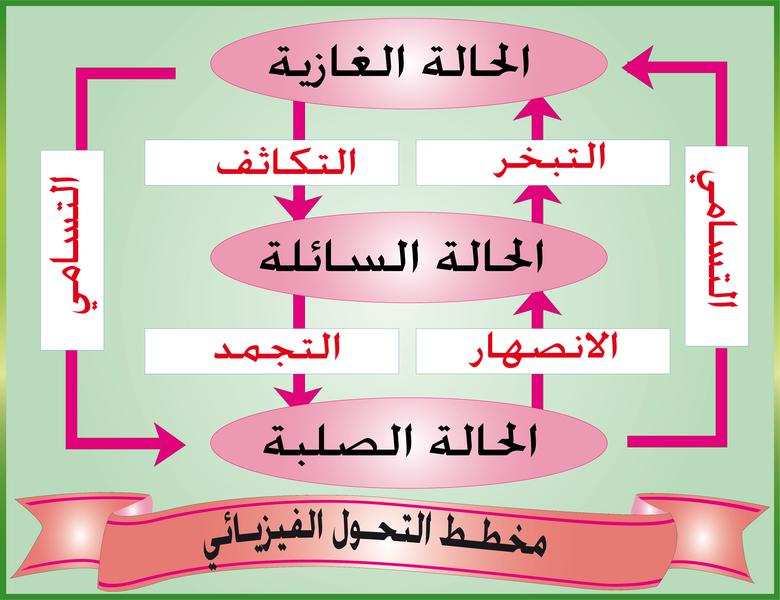 الحالة الغازية
التبخر
التكاثف
التسامي
التسامي
الحالة السائلة
الانصهار
التجمد
الحالة الصلبة
مخطط التحول الفيزيائي